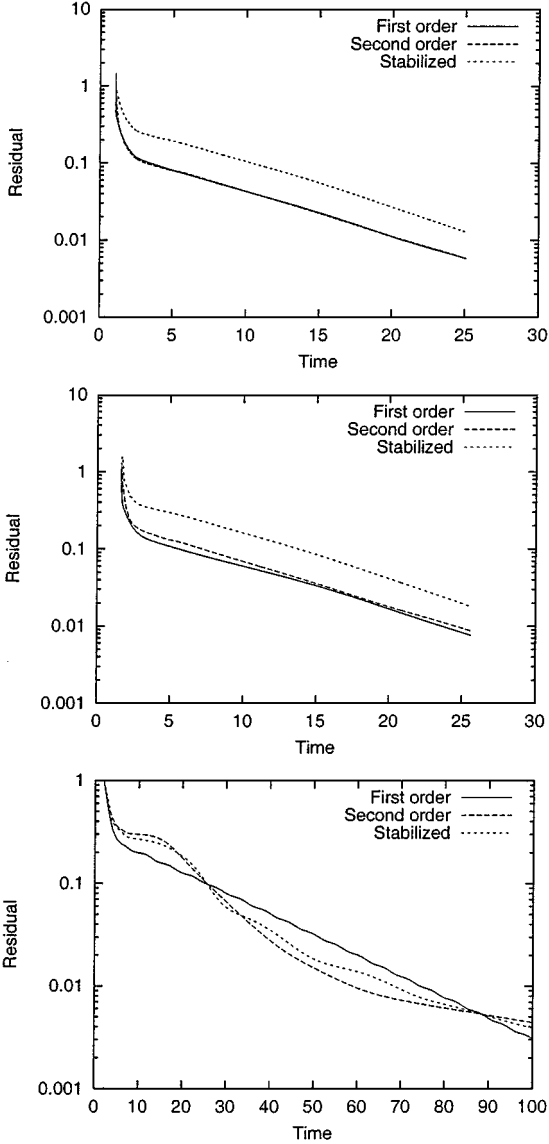 10
First order
Second order
Stabilized
1
Residual
0.1
0.01
0.001
0 5 10 15 20 25 30
Time
10
First order
Second order
Stabilized
1
Residual
0.1
0.01
0.001
0 5 10 15 20 25 30
Time
1
First order
Second order
Stabilized
Residual
0.1
0.01
0.001
0 10 20 30 40 50 60 70 80 90 100
Time